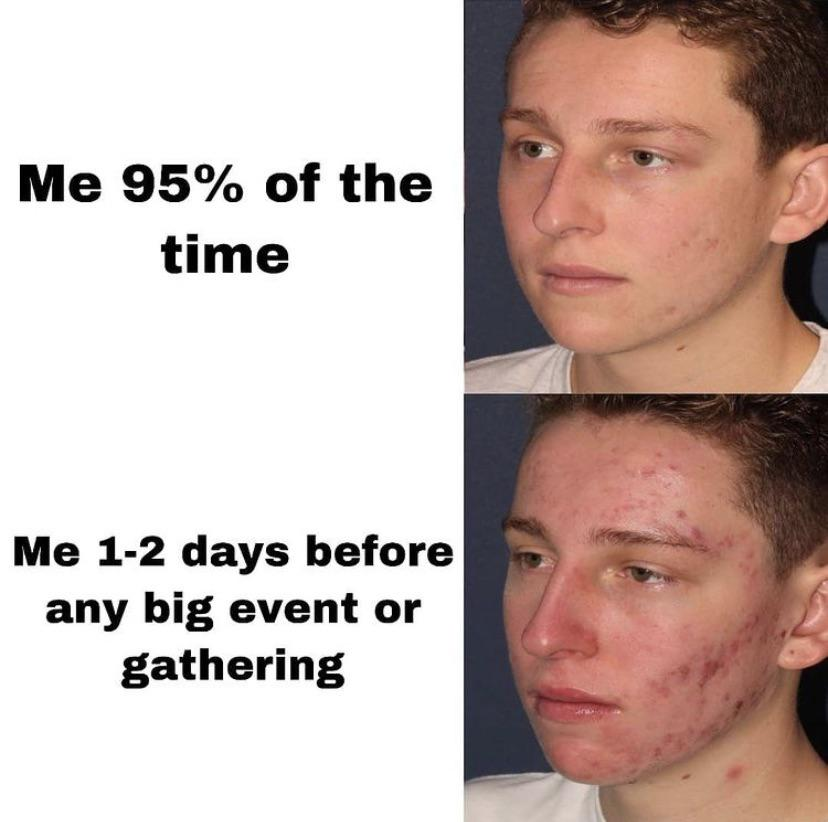 Me 95% of the
time
Me 1-2 days before
any big event or
gathering